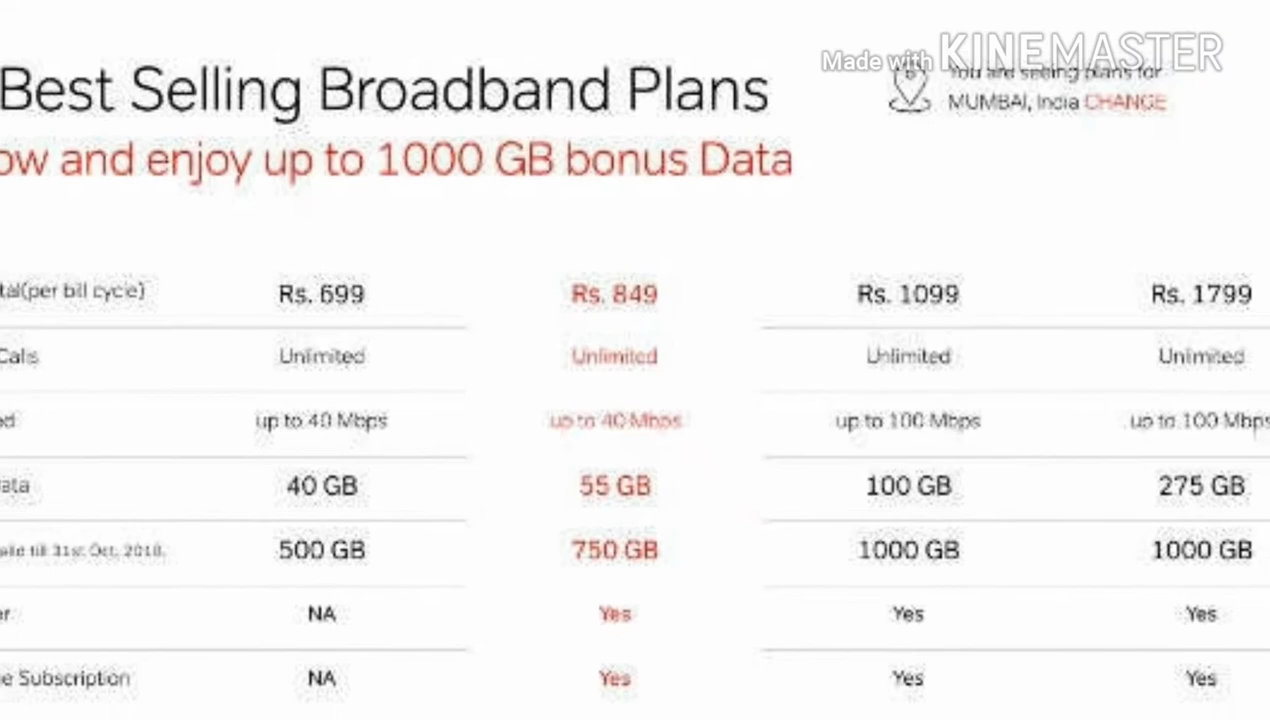 Made with KINEMASTER
Best Selling Broadband Plans
You are seeing plans for
MUMBAI, India CHANGE
ow and enjoy up to 1000 GB bonus Data
tal(per bill cycle) Rs. 699 Rs. 849 Rs. 1099 Rs. 1799
Calls Unlimited Unlimited Unlimited Unlimited
ed up to 40 Mbps up to 40 Mbps up to 100 Mbps up to 100 Mbps
ata 40 GB 55 GB 100 GB 275 GB
till 31st Oct, 2018. 500 GB 750 GB 1000 GB 1000 GB
er NA Yes Yes Yes
e Subscription NA Yes Yes Yes